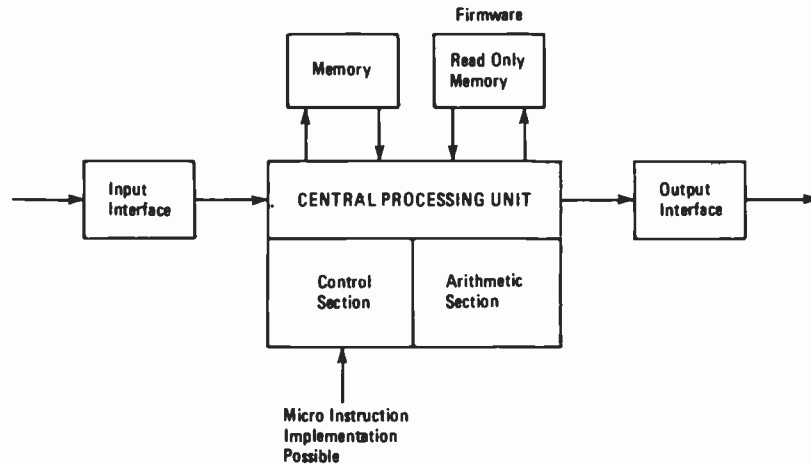 Firmware
Memory
Read Only
Memory
Input
Interface
CENTRAL PROCESSING UNIT
Output
Interface
Control
Section
Arithmetic
Section
Micro Instruction
Implementation
Possible